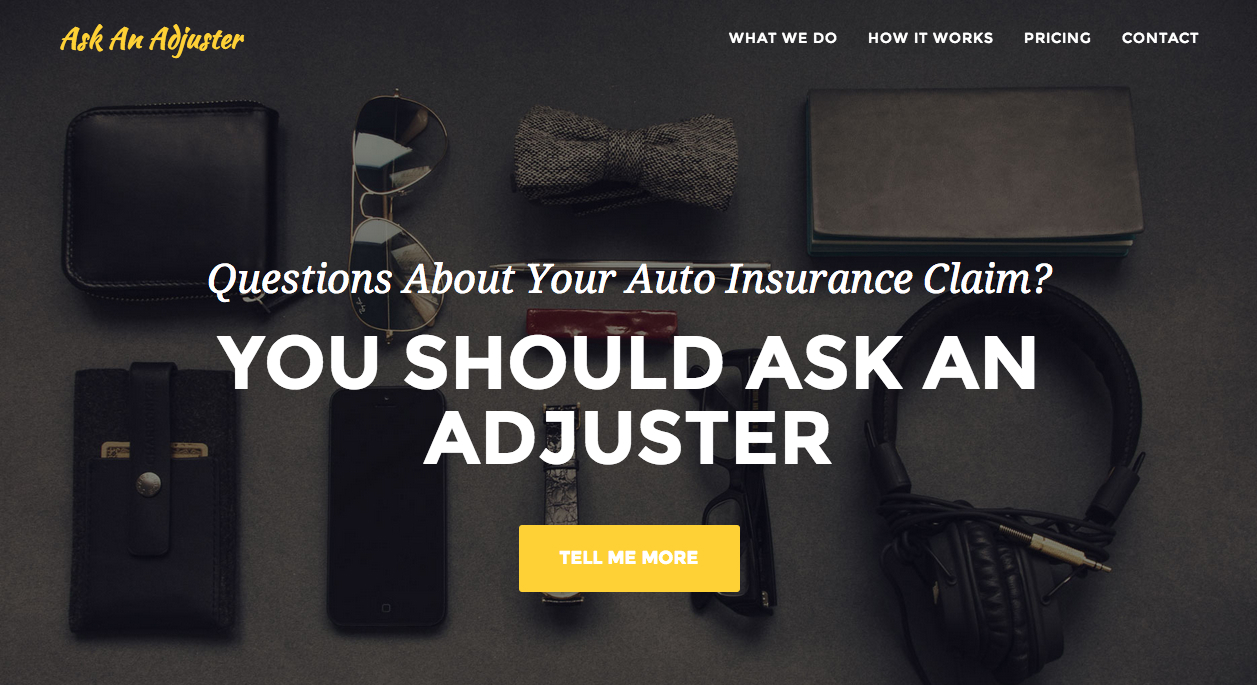 Ask An Adjuster
WHAT WE DO HOW IT WORKS PRICING CONTACT
Questions About Your Auto Insurance Claim?
YOU SHOULD ASK AN
ADJUSTER
TELL ME MORE